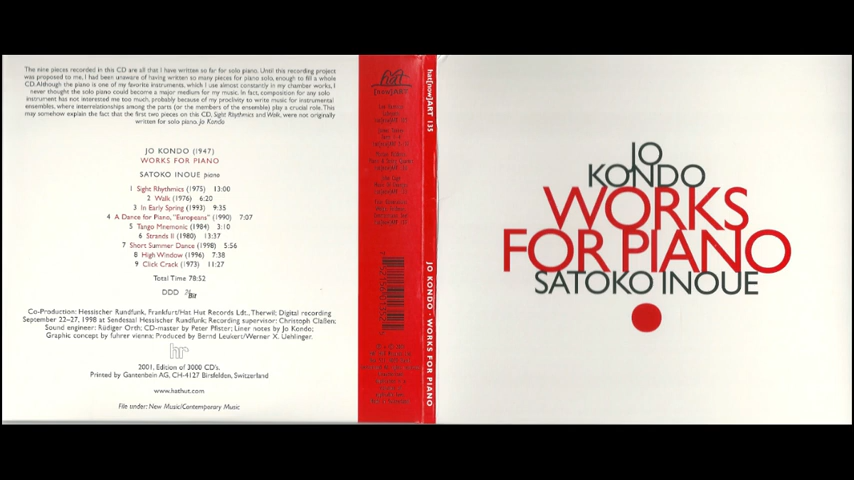 The nine pieces recorded in this CD are all that I have written so far for solo piano. Until this recording project
was proposed to me, I had been unaware of having written so many pieces for piano solo, enough to fill a whole
CD. Although the piano is one of my favorite instruments, which I use almost constantly in my chamber works, I
never thought the solo piano could become a major medium for my music. In fact, composition for any solo
instrument has not interested me too much, probably because of my proclivity to write music for instrumental
ensembles, where interrelationships among the parts (or the members of the ensemble) play a crucial role. This
may somewhat explain the fact that the first two pieces on this CD, Sight Rhythmics and Walk, were not originally
written for solo piano. Jo Kondo
JO KONDO (1947)
WORKS FOR PIANO
SATOKO INOUE piano
1 Sight Rhythmics (1975) 13:00
2 Walk (1976) 6:20
3 In Early Spring (1993) 9:35
4 A Dance for Piano, "Europeans" (1990) 7:07
5 Tango Mnemonic (1984) 3:10
6 Strands II (1980) 13:37
7 Short Summer Dance (1998) 5:56
8 High Window (1996) 7:38
9 Click Crack (1973) 11:27
Total Time 78:52
DDD 24 Bit
Co-Production: Hessischer Rundfunk, Frankfurt/Hat Hut Records Ldt., Therwil; Digital recording
September 22–27, 1998 at Sendesaal Hessischer Rundfunk; Recording supervisor: Christoph Claßen;
Sound engineer: Rüdiger Orth; CD-master by Peter Pfister; Liner notes by Jo Kondo;
Graphic concept by fuhrer vienna; Produced by Bernd Leukert/Werner X. Uehlinger.
hr
2001, Edition of 3000 CD's.
Printed by Gantenbein AG, CH-4127 Birsfelden, Switzerland
www.hathut.com
File under: New Music/Contemporary Music
hat
[now]ART
hat[now]ART 135
JO KONDO · WORKS FOR PIANO
JO
KONDO
WORKS
FOR PIANO
SATOKO INOUE